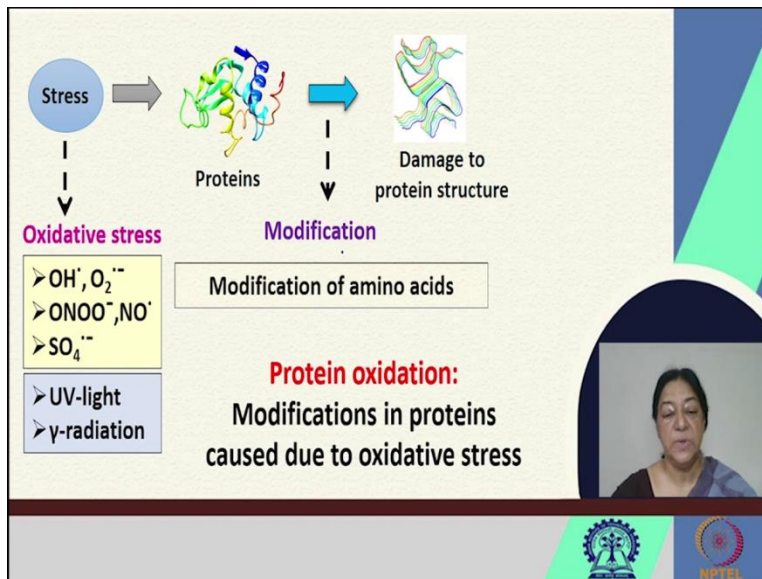 Stress
Proteins
Damage to
protein structure
Oxidative stress
➢OH˙, O₂˙⁻
➢ONOO⁻,NO˙
➢SO₄˙⁻
➢UV-light
➢γ-radiation
Modification
Modification of amino acids
Protein oxidation:
Modifications in proteins
caused due to oxidative stress
NPTEL